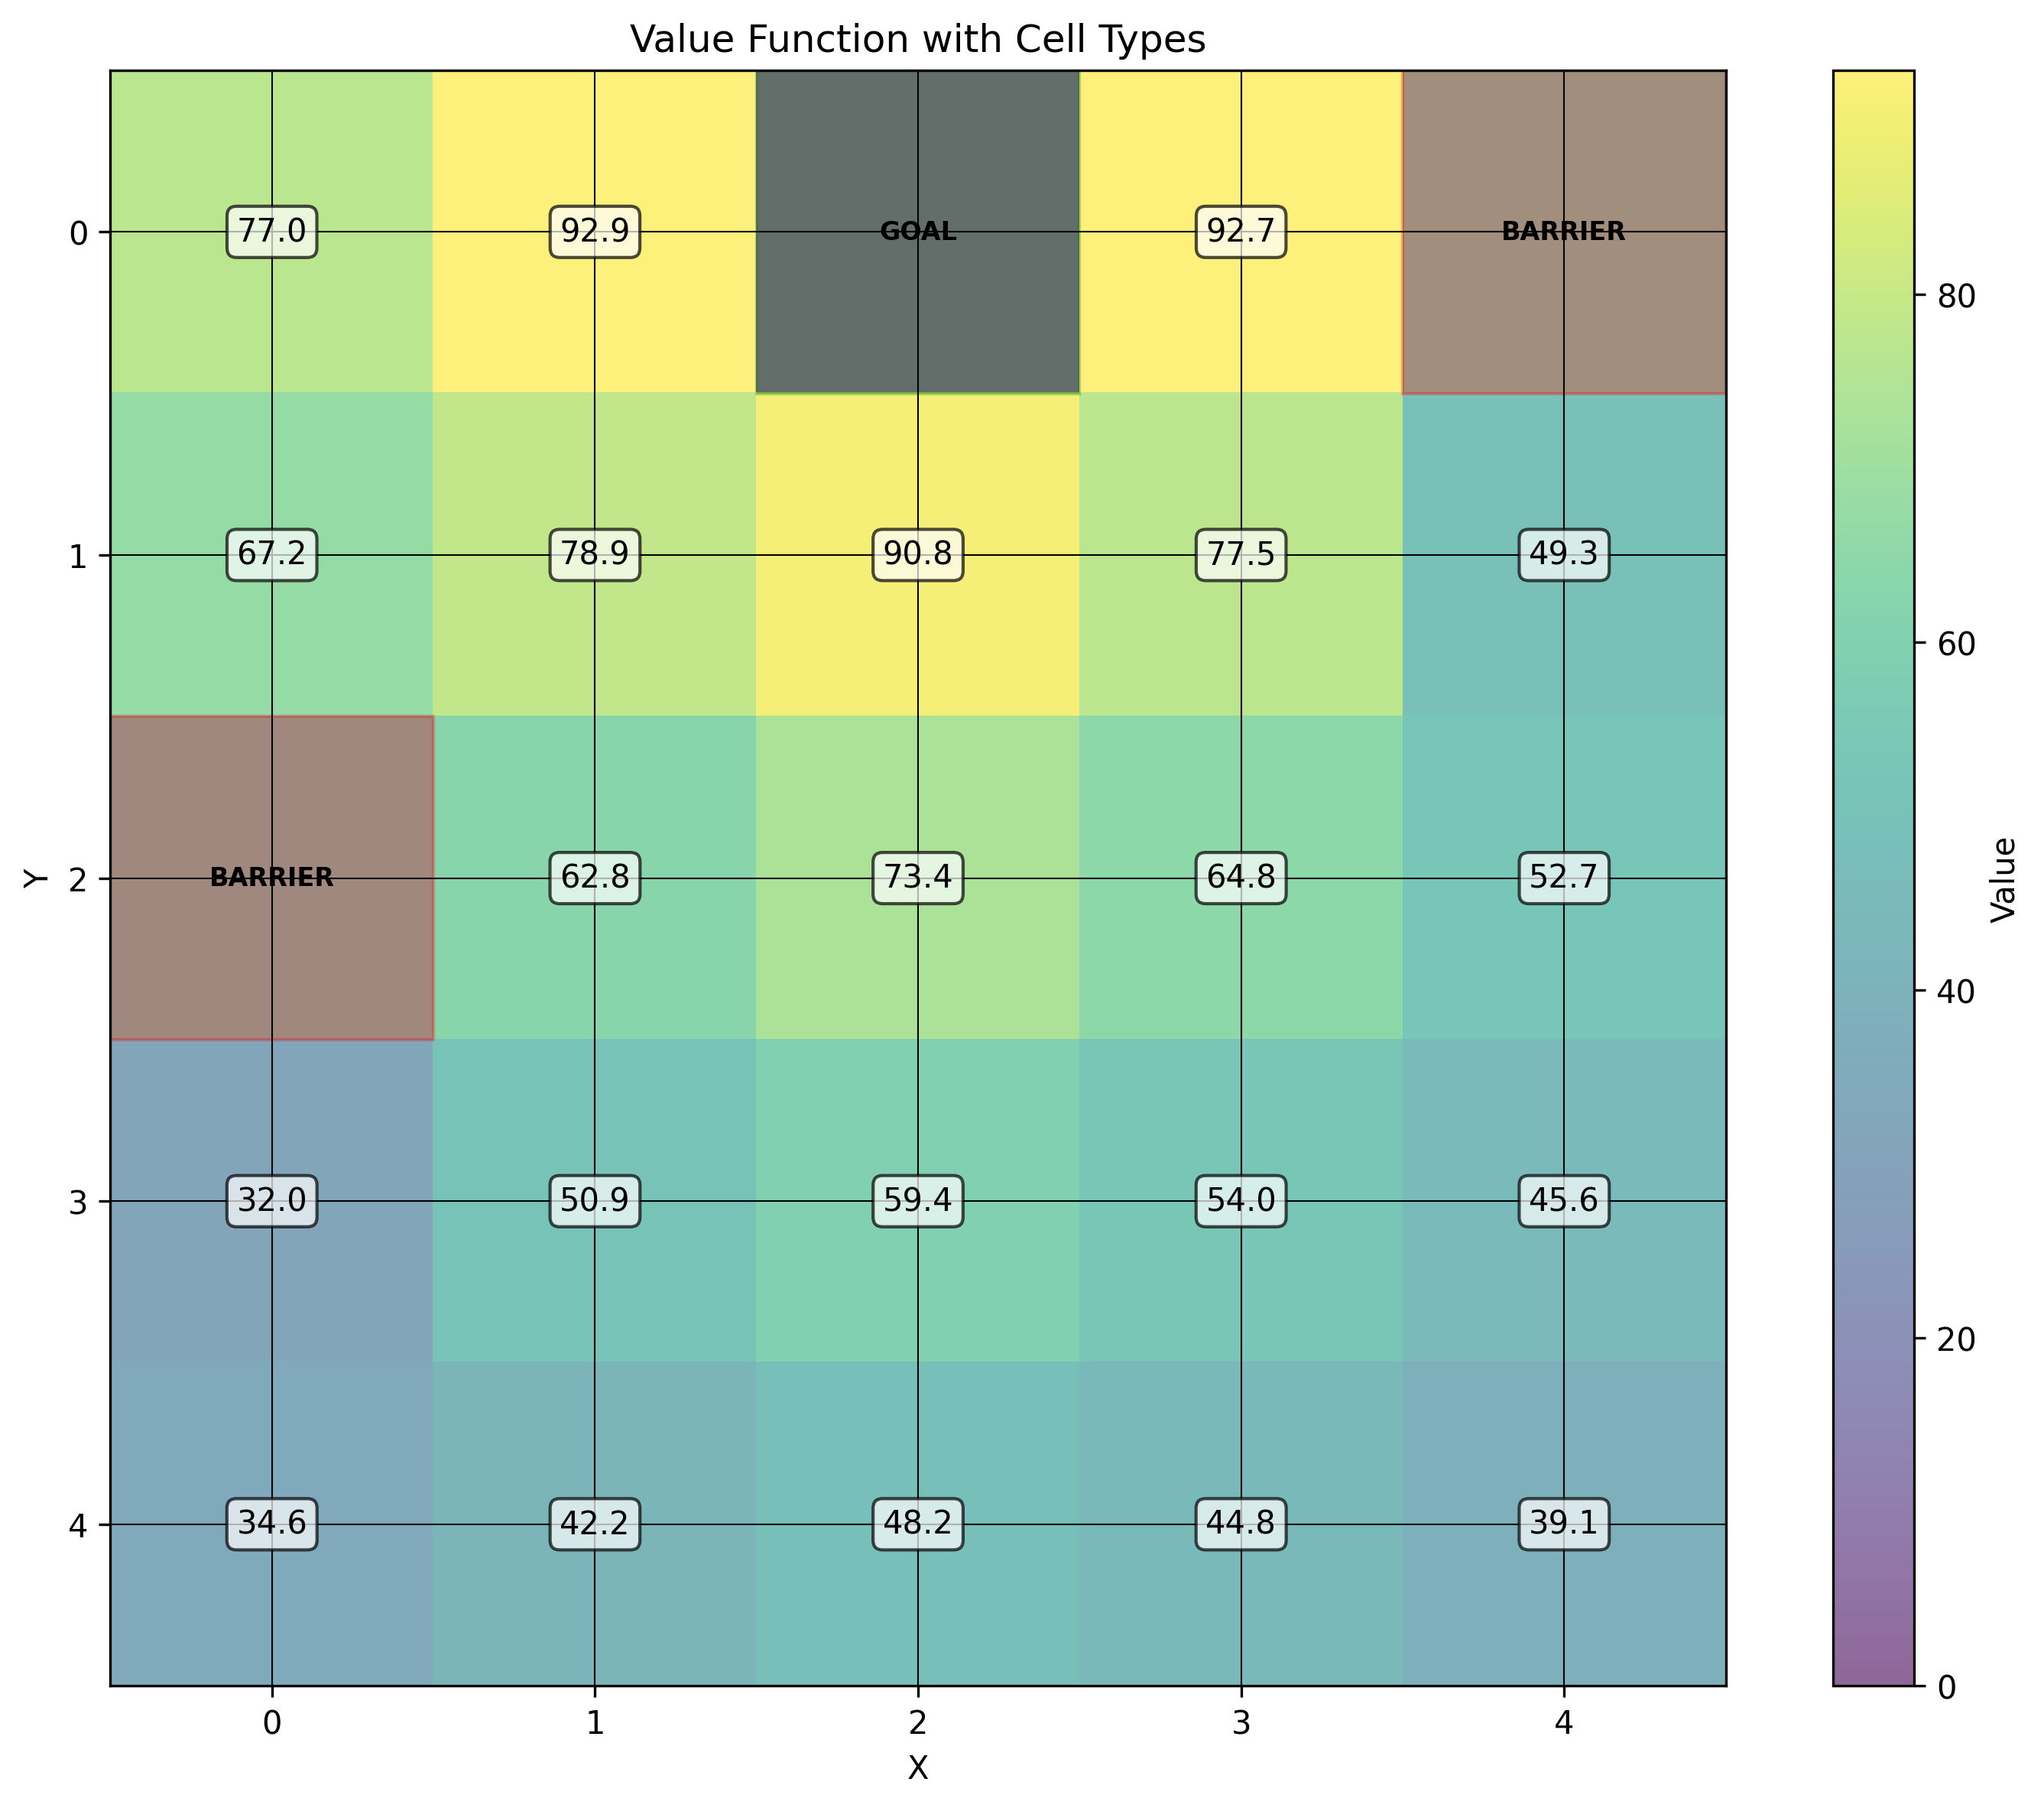 Value Function with Cell Types
0 77.0 92.9 GOAL 92.7 BARRIER
1 67.2 78.9 90.8 77.5 49.3
2 BARRIER 62.8 73.4 64.8 52.7
3 32.0 50.9 59.4 54.0 45.6
4 34.6 42.2 48.2 44.8 39.1
0 1 2 3 4
X
Y
80
60
40
20
0
Value